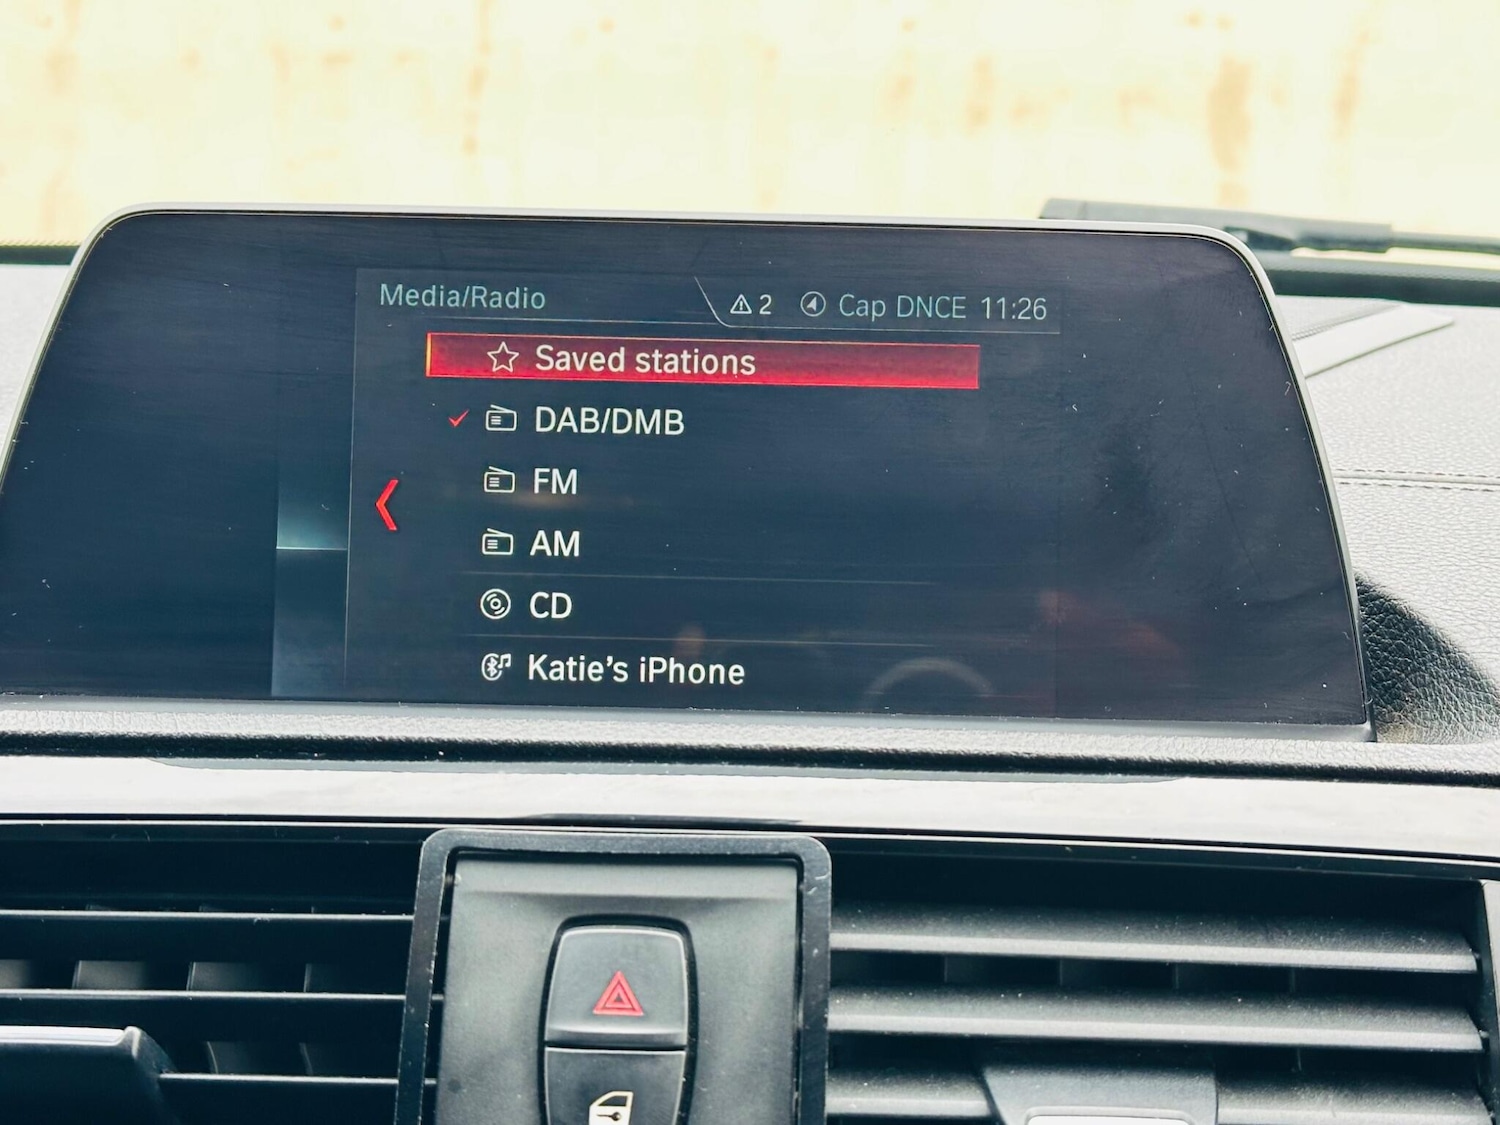 Media/Radio
2 Cap DNCE 11:26
Saved stations
DAB/DMB
FM
AM
CD
Katie's iPhone